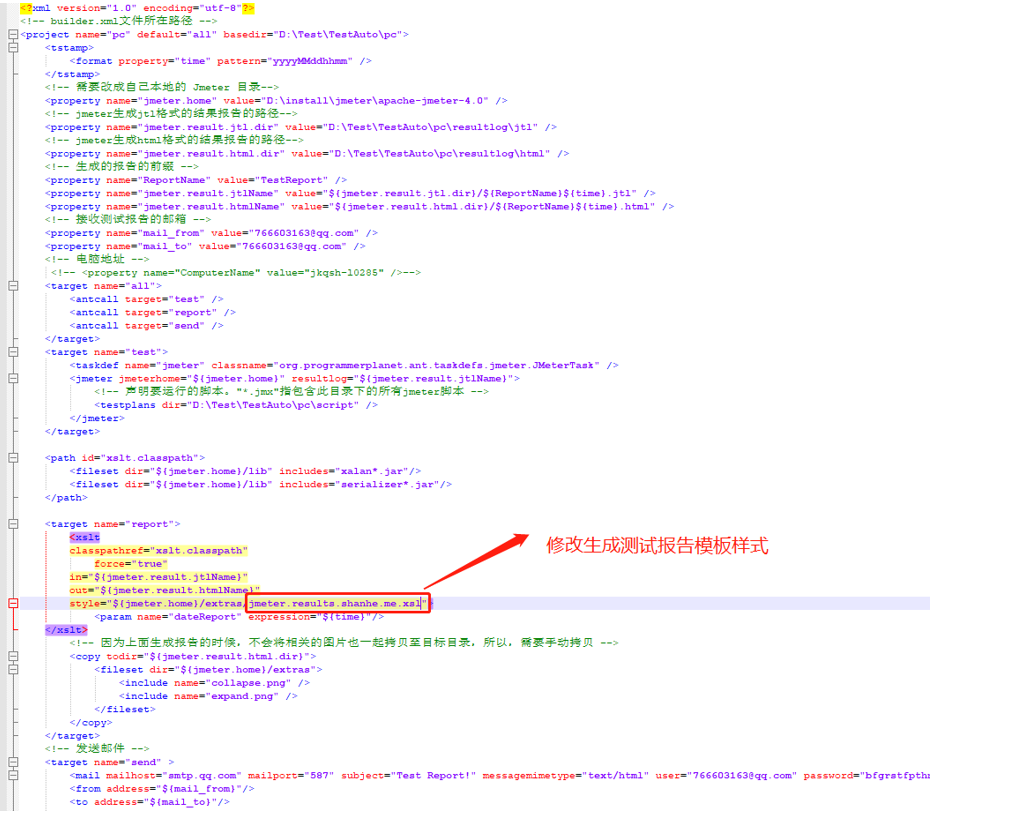 <?xml version="1.0" encoding="utf-8"?>
<!-- builder.xml文件所在路径 -->
<project name="pc" default="all" basedir="D:\Test\TestAuto\pc">
<tstamp>
<format property="time" pattern="yyyyMMddhhmm" />
</tstamp>
<!-- 需要改成自己本地的 Jmeter 目录-->
<property name="jmeter.home" value="D:\install\jmeter\apache-jmeter-4.0" />
<!-- jmeter生成jtl格式的结果报告的路径-->
<property name="jmeter.result.jtl.dir" value="D:\Test\TestAuto\pc\resultlog\jtl" />
<!-- jmeter生成html格式的结果报告的路径-->
<property name="jmeter.result.html.dir" value="D:\Test\TestAuto\pc\resultlog\html" />
<!-- 生成的报告的前缀 -->
<property name="ReportName" value="TestReport" />
<property name="jmeter.result.jtlName" value="${jmeter.result.jtl.dir}/${ReportName}${time}.jtl" />
<property name="jmeter.result.htmlName" value="${jmeter.result.html.dir}/${ReportName}${time}.html" />
<!-- 接收测试报告的邮箱 -->
<property name="mail_from" value="766603163@qq.com" />
<property name="mail_to" value="766603163@qq.com" />
<!-- 电脑地址 -->
<!-- <property name="ComputerName" value="jkqsh-l0285" />-->
<target name="all">
<antcall target="test" />
<antcall target="report" />
<antcall target="send" />
</target>
<target name="test">
<taskdef name="jmeter" classname="org.programmerplanet.ant.taskdefs.jmeter.JMeterTask" />
<jmeter jmeterhome="${jmeter.home}" resultlog="${jmeter.result.jtlName}">
<!-- 声明要运行的脚本。"*.jmx"指包含此目录下的所有jmeter脚本 -->
<testplans dir="D:\Test\TestAuto\pc\script" />
</jmeter>
</target>
<path id="xslt.classpath">
<fileset dir="${jmeter.home}/lib" includes="xalan*.jar"/>
<fileset dir="${jmeter.home}/lib" includes="serializer*.jar"/>
</path>
<target name="report">
<xslt
classpathref="xslt.classpath"
force="true"
修改生成测试报告模板样式
in="${jmeter.result.jtlName}"
out="${jmeter.result.htmlName}"
style="${jmeter.home}/extras/jmeter.results.shanhe.me.xsl"
<param name="dateReport" expression="${time}"/>
</xslt>
<!-- 因为上面生成报告的时候，不会将相关的图片也一起拷贝至目标目录，所以，需要手动拷贝 -->
<copy todir="${jmeter.result.html.dir}">
<fileset dir="${jmeter.home}/extras">
<include name="collapse.png" />
<include name="expand.png" />
</fileset>
</copy>
</target>
<!-- 发送邮件 -->
<target name="send" >
<mail mailhost="smtp.qq.com" mailport="587" subject="Test Report!" messagemimetype="text/html" user="766603163@qq.com" password="bfgrstfpth
<from address="${mail_from}"/>
<to address="${mail_to}"/>